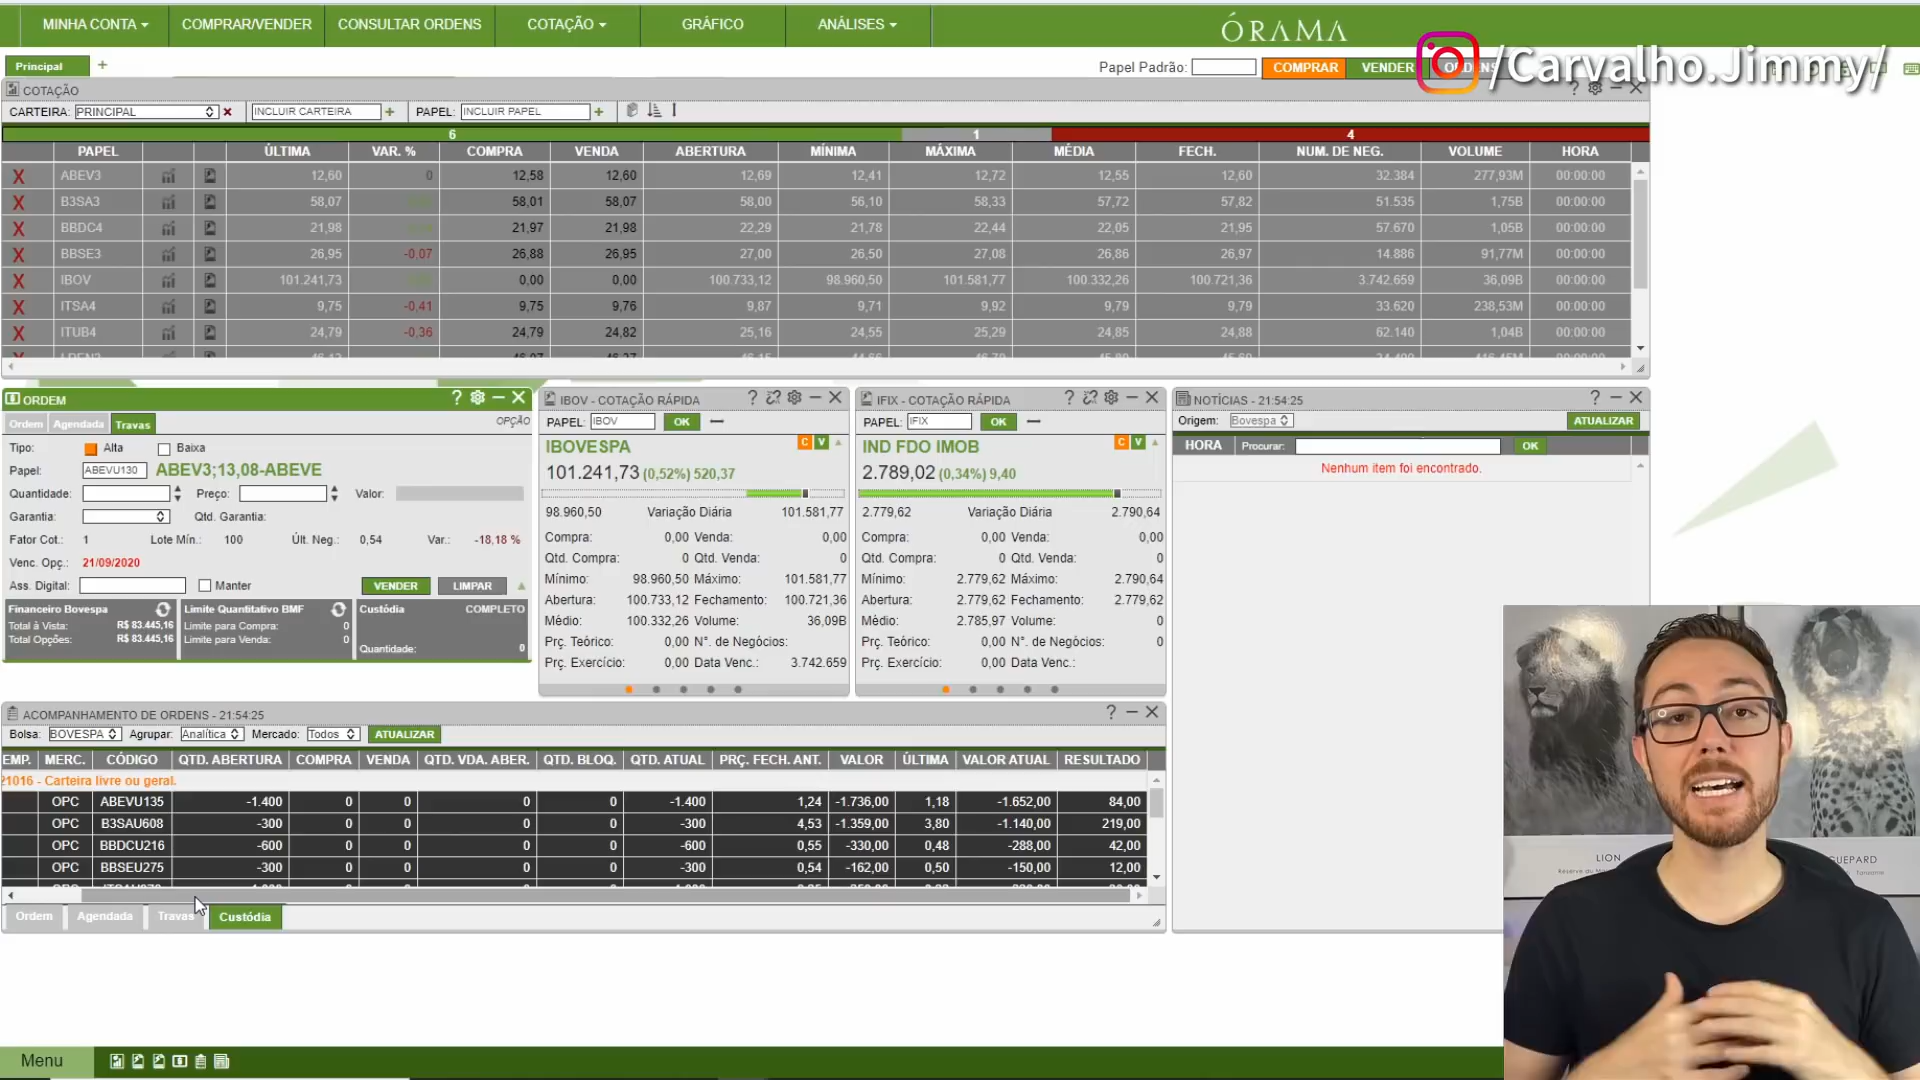 MINHA CONTA COMPRAR/VENDER CONSULTAR ORDENS COTAÇÃO GRÁFICO ANÁLISES ÓRAMA
/Carvalho.Jimmy/
Principal + Papel Padrão: COMPRAR VENDER ORDENS
COTAÇÃO
CARTEIRA: PRINCIPAL INCLUIR CARTEIRA + PAPEL: INCLUIR PAPEL +
6 1 4
PAPEL ÚLTIMA VAR. % COMPRA VENDA ABERTURA MÍNIMA MÁXIMA MÉDIA FECH. NUM. DE NEG. VOLUME HORA
X ABEV3 12,60 0 12,58 12,60 12,69 12,41 12,72 12,55 12,60 32.384 277,93M 00:00:00
X B3SA3 58,07 58,01 58,07 58,00 56,10 58,33 57,72 57,82 51.535 1,75B 00:00:00
X BBDC4 21,98 21,97 21,98 22,29 21,78 22,44 22,05 21,95 57.670 1,05B 00:00:00
X BBSE3 26,95 -0,07 26,88 26,95 27,00 26,50 27,08 26,86 26,97 14.886 91,77M 00:00:00
X IBOV 101.241,73 0,00 0,00 100.733,12 98.960,50 101.581,77 100.332,26 100.721,36 3.742.659 36,09B 00:00:00
X ITSA4 9,75 -0,41 9,75 9,76 9,87 9,71 9,92 9,79 9,79 33.620 238,53M 00:00:00
X ITUB4 24,79 -0,36 24,79 24,82 25,16 24,55 25,29 24,85 24,88 62.140 1,04B 00:00:00
ORDEM
Ordem Agendada Travas OPÇÃO
Tipo: Alta Baixa
Papel: ABEVU130 ABEV3;13,08-ABEVE
Quantidade: Preço: Valor:
Garantia: Qtd. Garantia:
Fator Cot.: 1 Lote Mín.: 100 Últ. Neg.: 0,54 Var.: -18,18 %
Venc. Opç.: 21/09/2020
Ass. Digital: Manter VENDER LIMPAR
Financeiro Bovespa Limite Quantitativo BMF Custódia COMPLETO
Total à Vista: R$ 83.445,16 Limite para Compra: 0
Total Opções: R$ 83.445,16 Limite para Venda: 0
Quantidade: 0
IBOV - COTAÇÃO RÁPIDA
PAPEL: IBOV OK
IBOVESPA C V
101.241,73 (0,52%) 520,37
98.960,50 Variação Diária 101.581,77
Compra: 0,00 Venda: 0,00
Qtd. Compra: 0 Qtd. Venda: 0
Mínimo: 98.960,50 Máximo: 101.581,77
Abertura: 100.733,12 Fechamento: 100.721,36
Médio: 100.332,26 Volume: 36,09B
Prç. Teórico: 0,00 N°. de Negócios:
Prç. Exercício: 0,00 Data Venc.: 3.742.659
IFIX - COTAÇÃO RÁPIDA
PAPEL: IFIX OK
IND FDO IMOB C V
2.789,02 (0,34%) 9,40
2.779,62 Variação Diária 2.790,64
Compra: 0,00 Venda: 0,00
Qtd. Compra: 0 Qtd. Venda: 0
Mínimo: 2.779,62 Máximo: 2.790,64
Abertura: 2.779,62 Fechamento: 2.779,62
Médio: 2.785,97 Volume: 0
Prç. Teórico: 0,00 N°. de Negócios: 0
Prç. Exercício: 0,00 Data Venc.:
NOTÍCIAS - 21:54:25
Origem: Bovespa ATUALIZAR
HORA Procurar: OK
Nenhum item foi encontrado.
ACOMPANHAMENTO DE ORDENS - 21:54:25
Bolsa: BOVESPA Agrupar: Analítica Mercado: Todos ATUALIZAR
EMP. MERC. CÓDIGO QTD. ABERTURA COMPRA VENDA QTD. VDA. ABER. QTD. BLOQ. QTD. ATUAL PRÇ. FECH. ANT. VALOR ÚLTIMA VALOR ATUAL RESULTADO
21016 - Carteira livre ou geral.
OPC ABEVU135 -1.400 0 0 0 0 -1.400 1,24 -1.736,00 1,18 -1.652,00 84,00
OPC B3SAU608 -300 0 0 0 0 -300 4,53 -1.359,00 3,80 -1.140,00 219,00
OPC BBDCU216 -600 0 0 0 0 -600 0,55 -330,00 0,48 -288,00 42,00
OPC BBSEU275 -300 0 0 0 0 -300 0,54 -162,00 0,50 -150,00 12,00
Ordem Agendada Travas Custódia
LION
GUEPARD
Menu